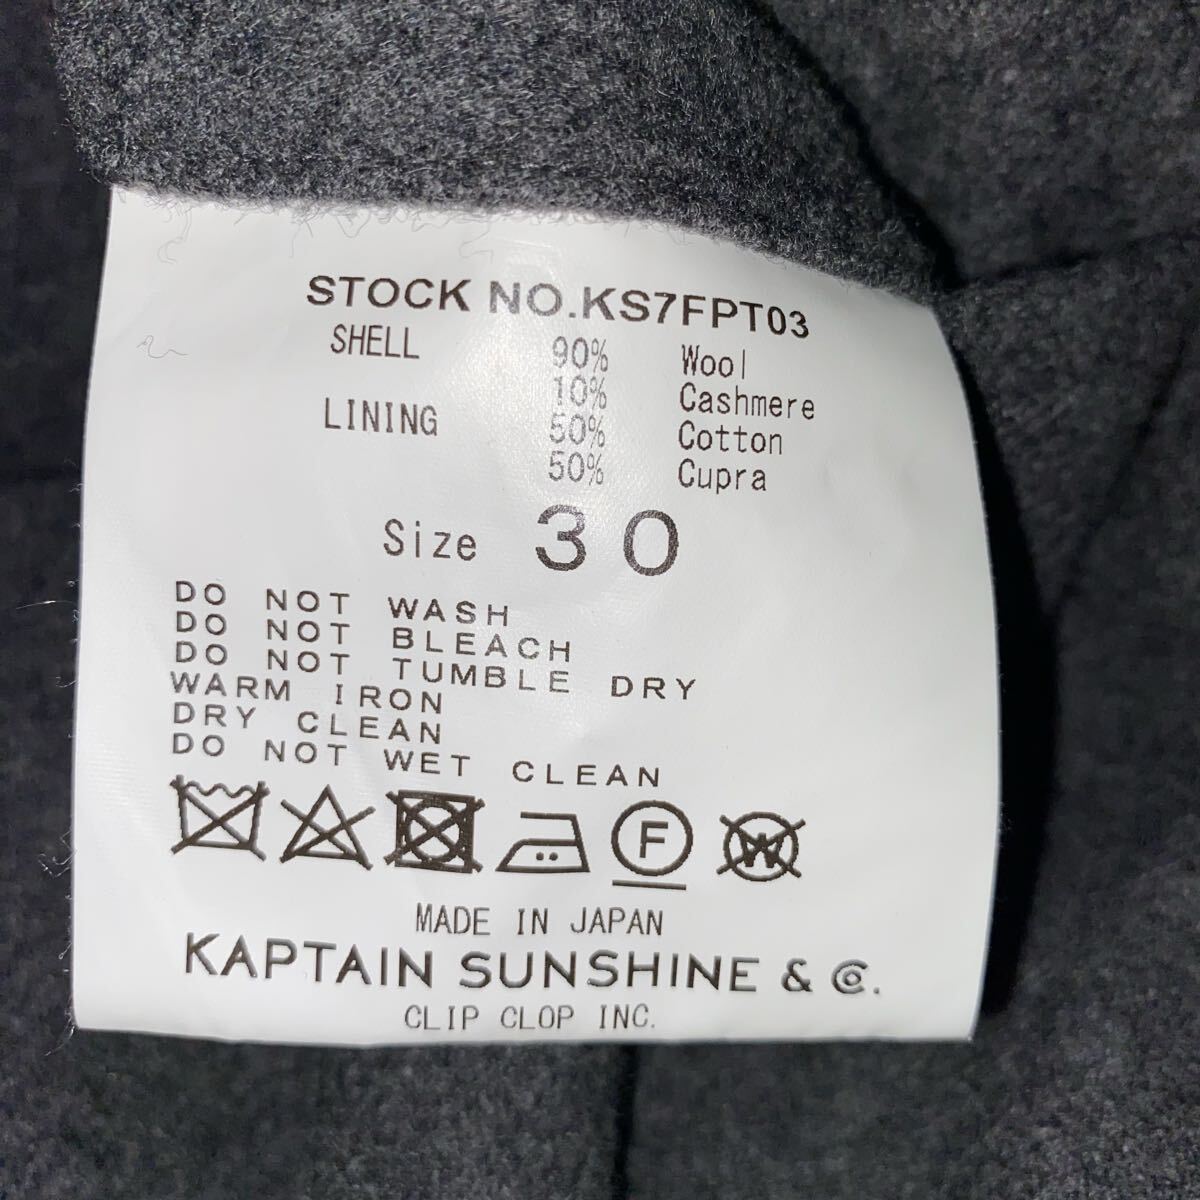 STOCK NO.KS7FPT03
SHELL 90% Wool
10% Cashmere
LINING 50% Cotton
50% Cupra
Size 30
DO NOT WASH
DO NOT BLEACH
DO NOT TUMBLE DRY
WARM IRON
DRY CLEAN
DO NOT WET CLEAN
F W
MADE IN JAPAN
KAPTAIN SUNSHINE & Co.
CLIP CLOP INC.